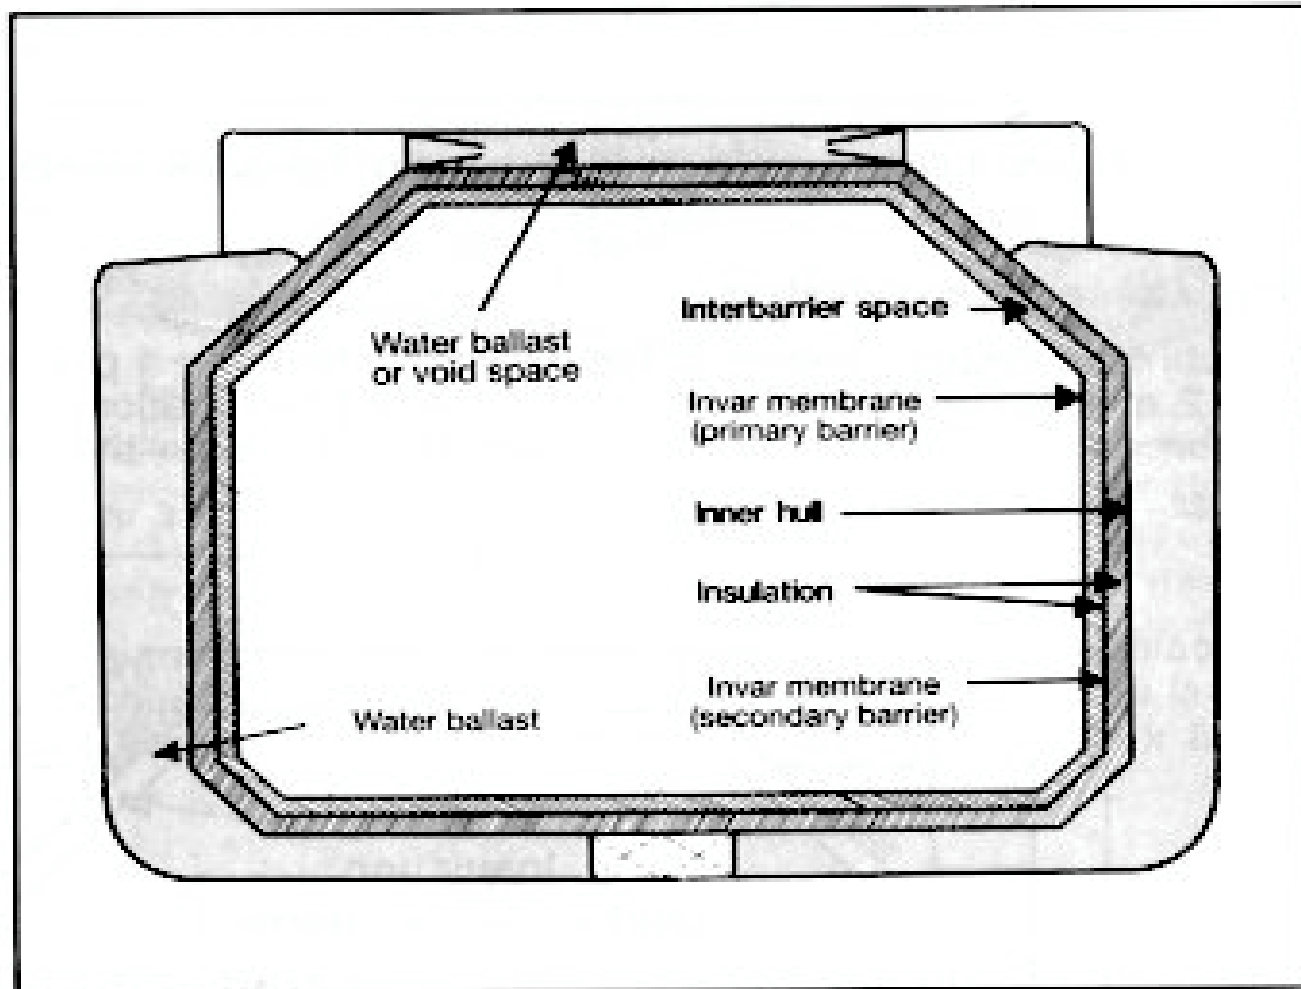 Water ballast
or void space
Interbarrier space
Invar membrane
(primary barrier)
Inner hull
Insulation
Invar membrane
(secondary barrier)
Water ballast